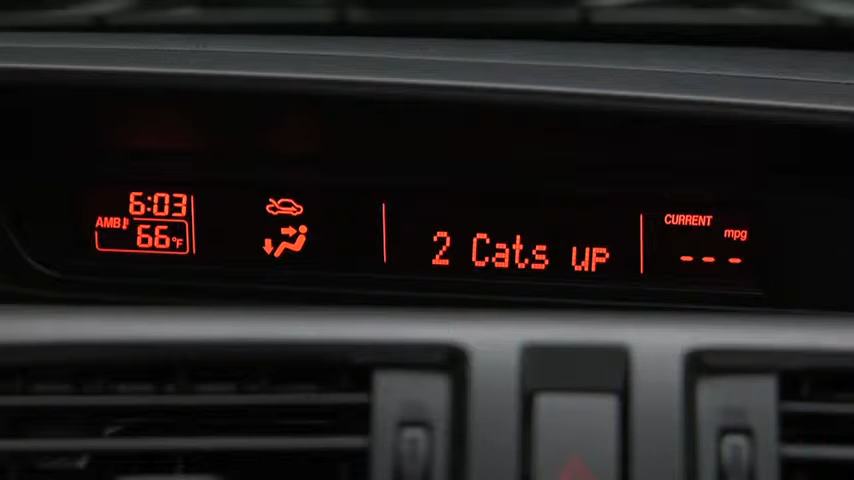 6:03
AMB 66°F
2 Cats up
CURRENT
mpg
---